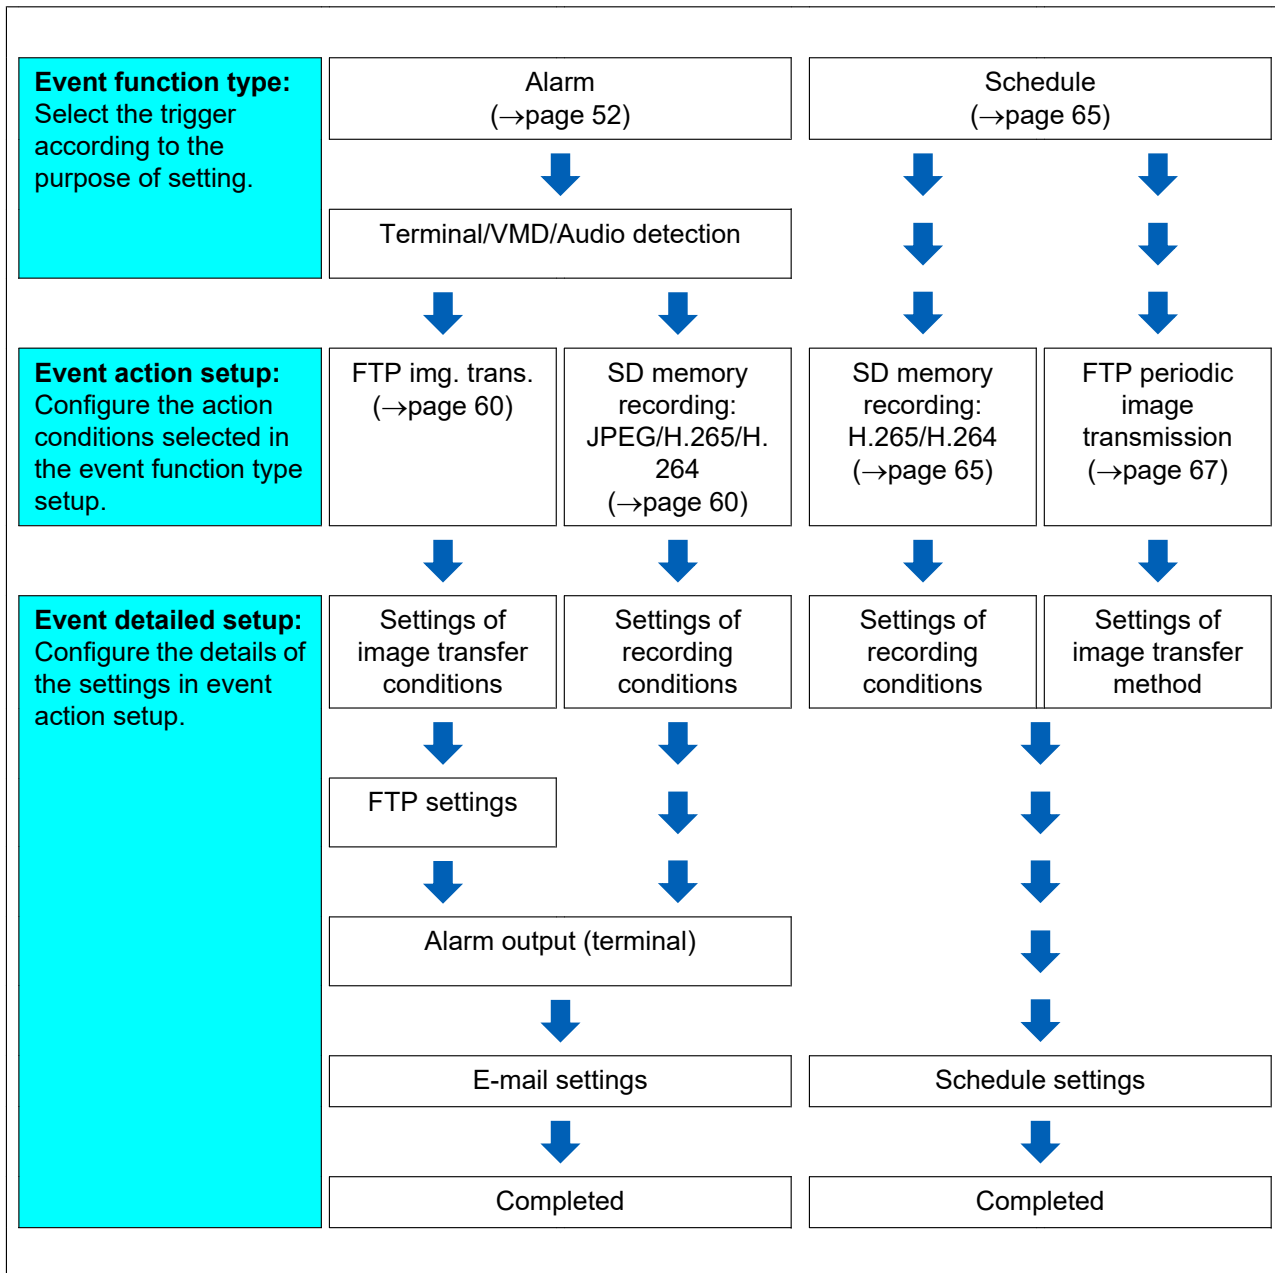 Event function type:
Select the trigger
according to the
purpose of setting.
Alarm
(→page 52)
Schedule
(→page 65)
Terminal/VMD/Audio detection
Event action setup:
Configure the action
conditions selected in
the event function type
setup.
FTP img. trans.
(→page 60)
SD memory
recording:
JPEG/H.265/H.
264
(→page 60)
SD memory
recording:
H.265/H.264
(→page 65)
FTP periodic
image
transmission
(→page 67)
Event detailed setup:
Configure the details of
the settings in event
action setup.
Settings of
image transfer
conditions
Settings of
recording
conditions
Settings of
recording
conditions
Settings of
image transfer
method
FTP settings
Alarm output (terminal)
E-mail settings
Schedule settings
Completed
Completed